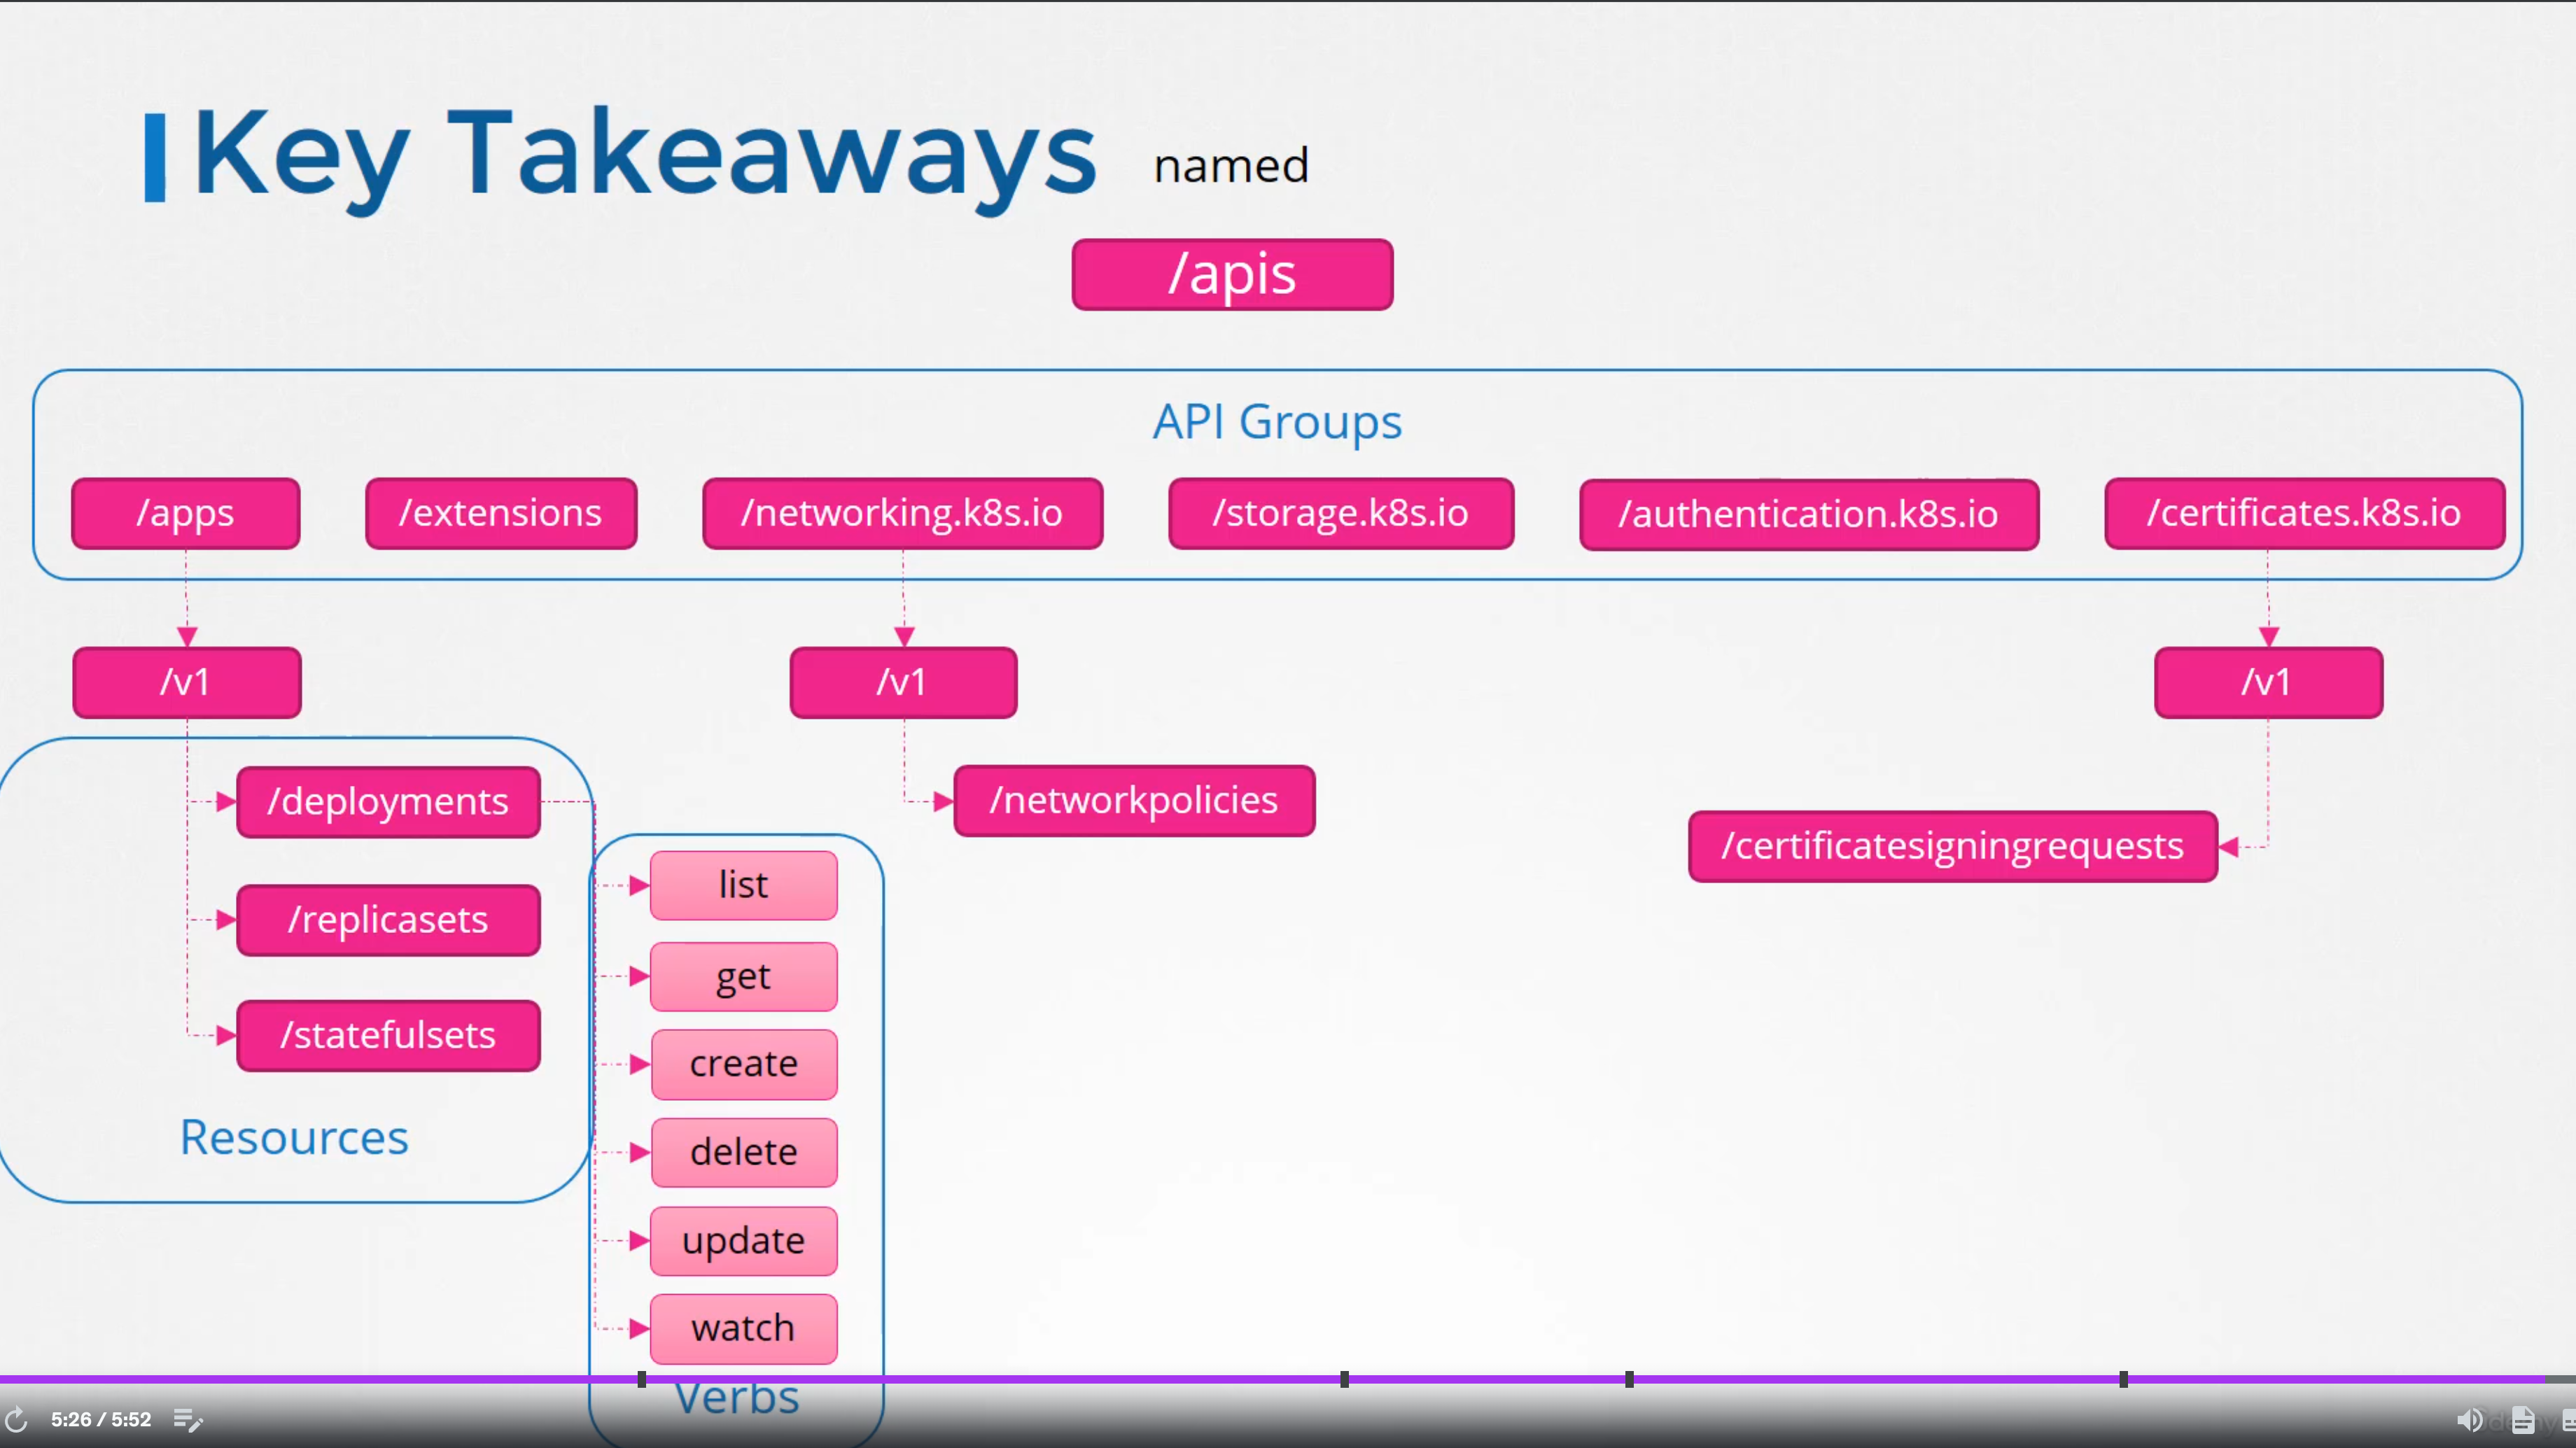 Key Takeaways
named
/apis
API Groups
/apps
/extensions
/networking.k8s.io
/storage.k8s.io
/authentication.k8s.io
/certificates.k8s.io
/v1
/v1
/v1
/deployments
/replicasets
/statefulsets
Resources
/networkpolicies
/certificatesigningrequests
list
get
create
delete
update
watch
Verbs
5:26 / 5:52